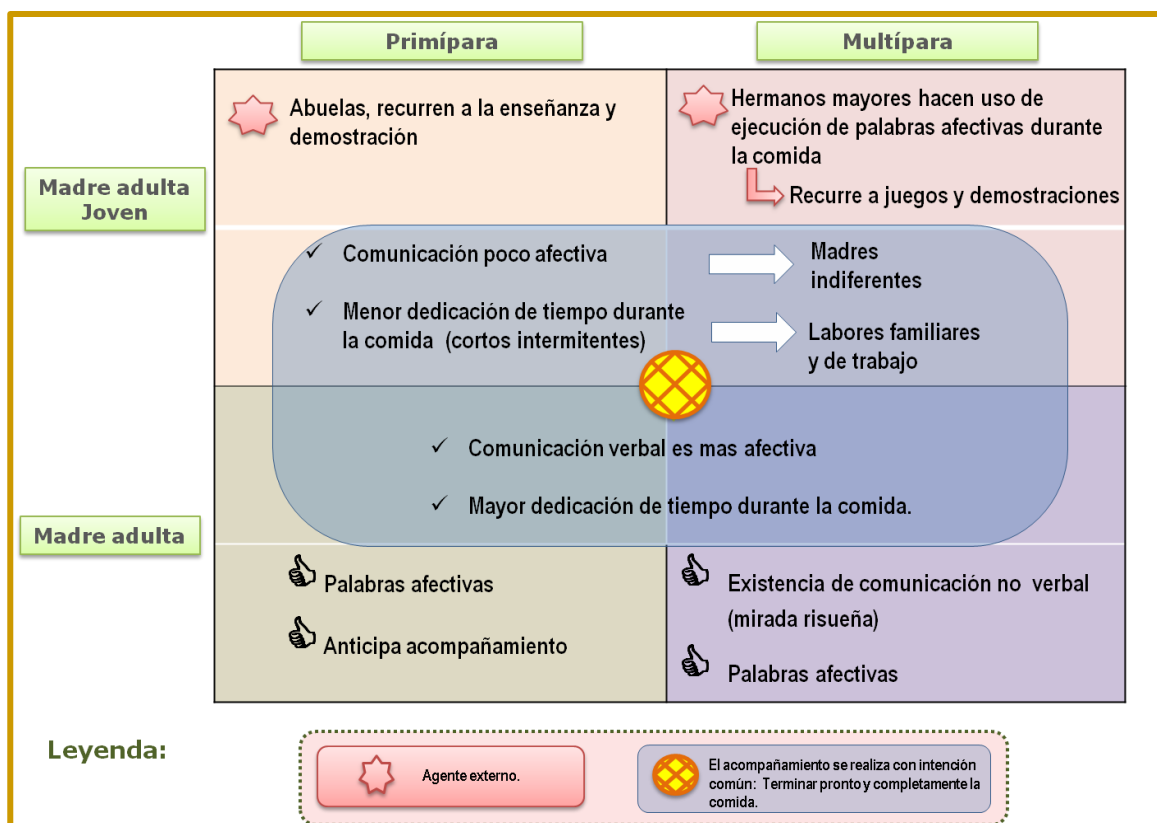 Primípara
Multípara
Madre adulta
Joven
Abuelas, recurren a la enseñanza y
demostración
Hermanos mayores hacen uso de
ejecución de palabras afectivas durante
la comida
Recurre a juegos y demostraciones
✓ Comunicación poco afectiva
Madres
indiferentes
✓ Menor dedicación de tiempo durante
la comida (cortos intermitentes)
Labores familiares
y de trabajo
Madre adulta
✓ Comunicación verbal es mas afectiva
✓ Mayor dedicación de tiempo durante la comida.
Palabras afectivas
Anticipa acompañamiento
Existencia de comunicación no verbal
(mirada risueña)
Palabras afectivas
Leyenda:
Agente externo.
El acompañamiento se realiza con intención
común: Terminar pronto y completamente la
comida.